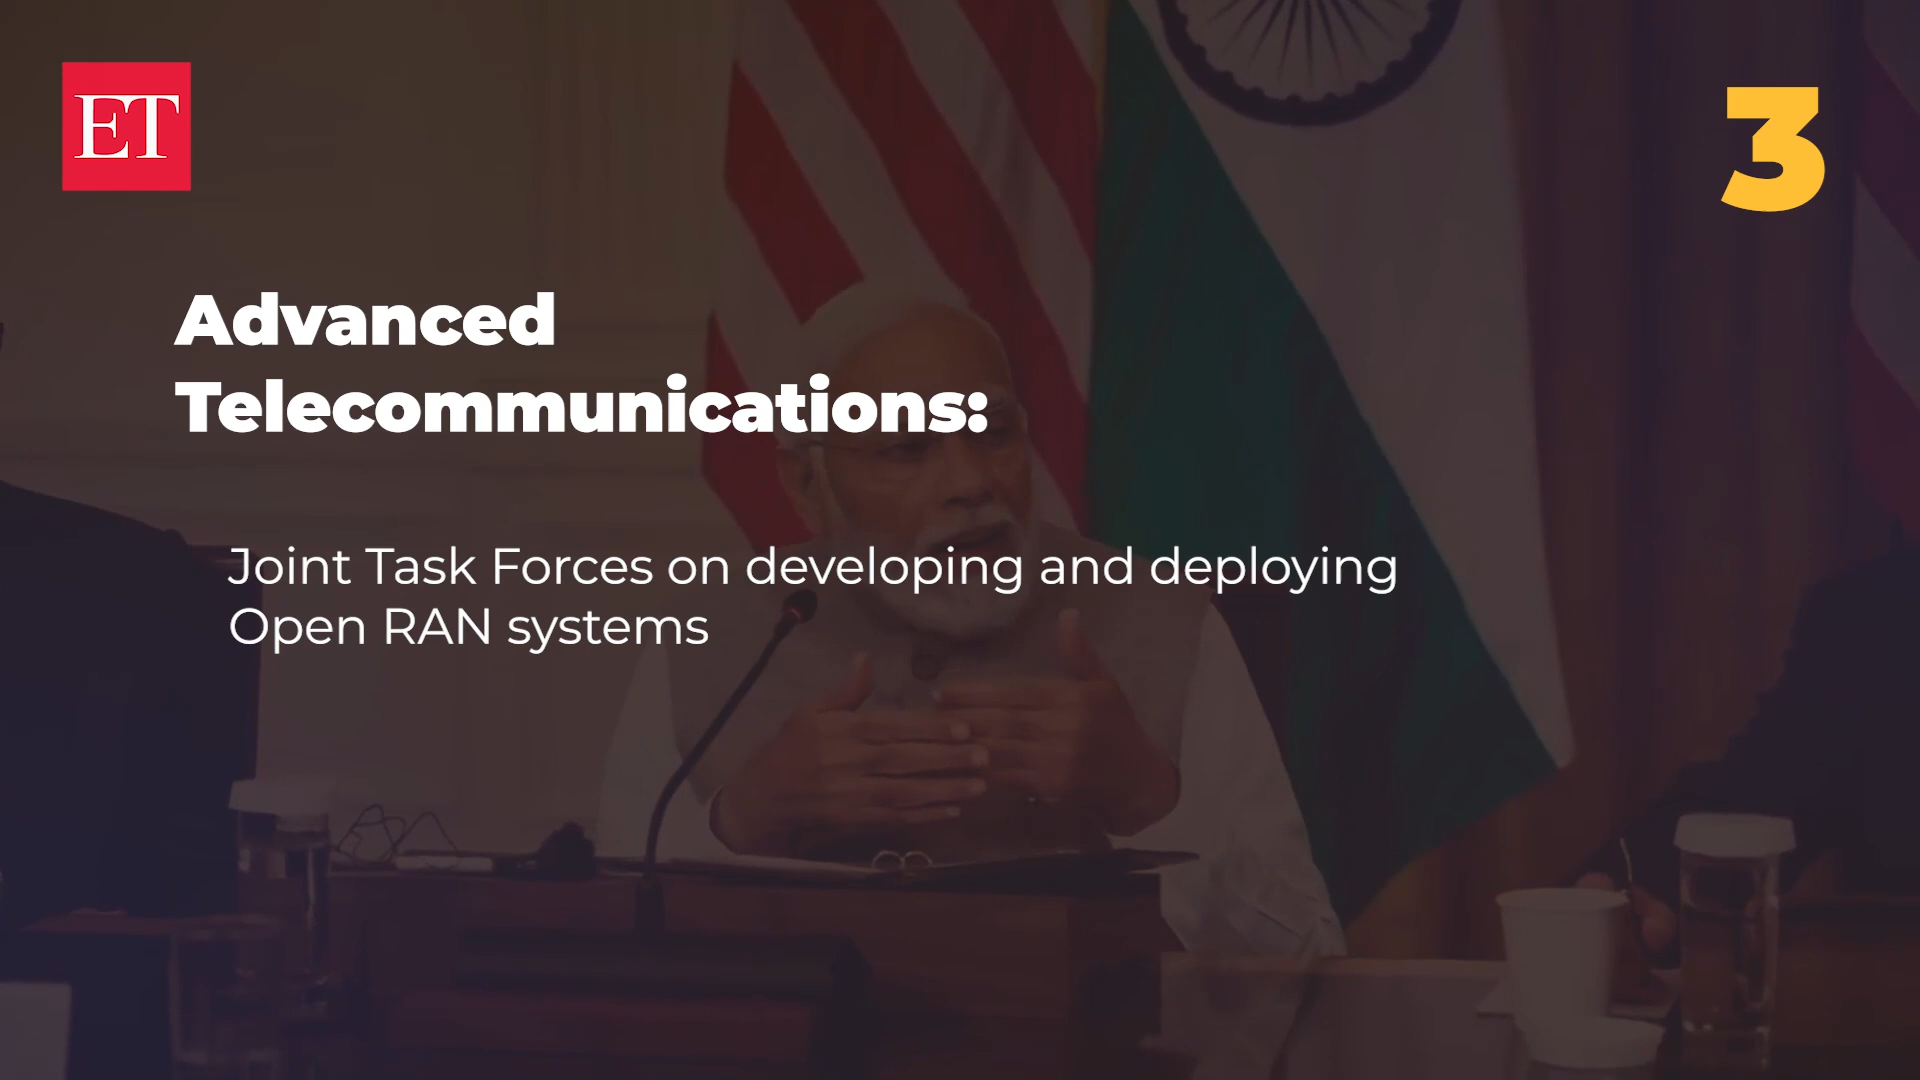 ET
3
Advanced
Telecommunications:
Joint Task Forces on developing and deploying
Open RAN systems